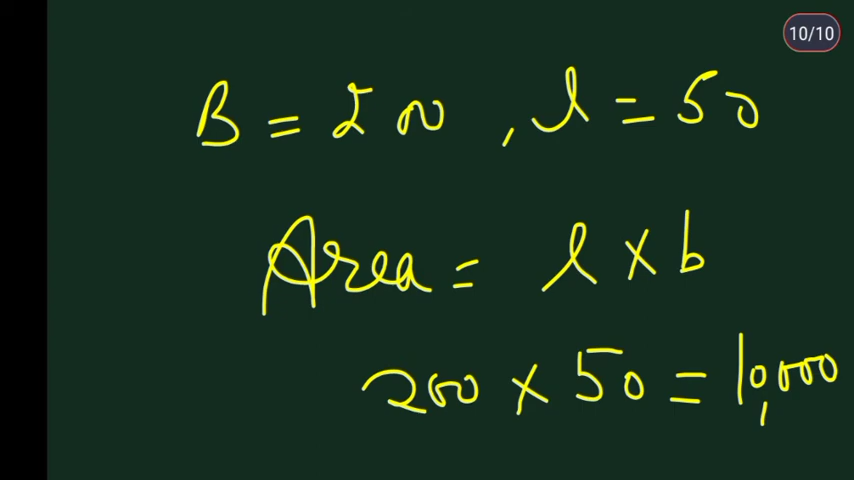 10/10
B = 200 , l = 50
Area = l × b
200 × 50 = 10,000